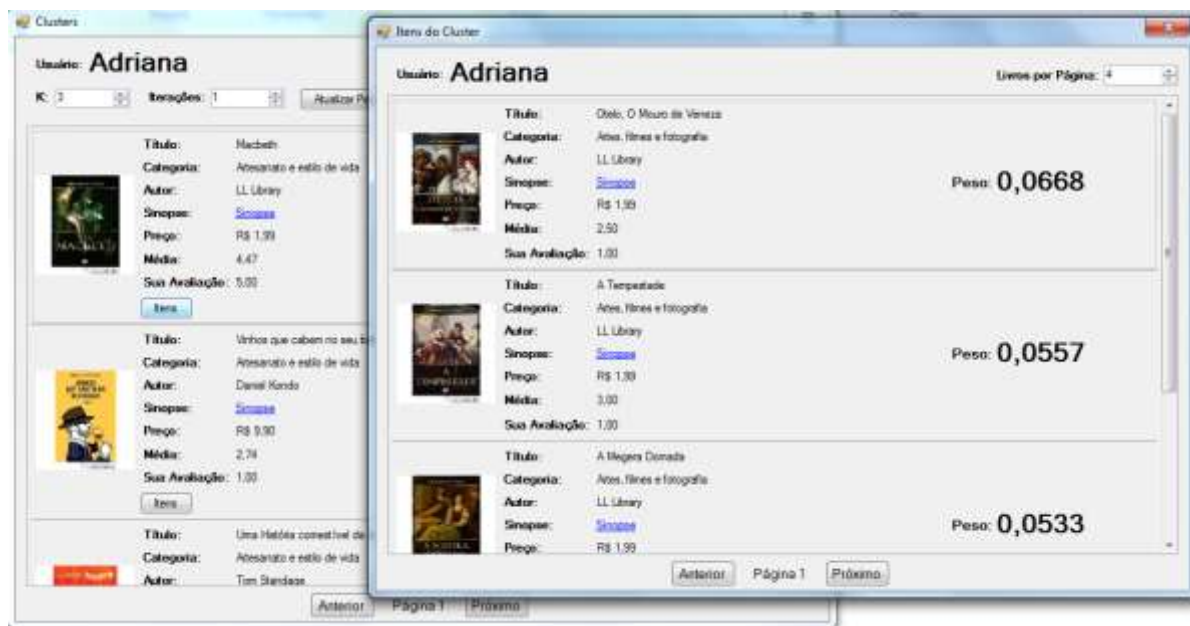 Clusters
Usuário: Adriana
K: 3 Iterações: 1 Atualizar
Título: Macbeth
Categoria: Artesanato e estilo de vida
Autor: LL Library
Sinopse: Sinopse
Preço: R$ 1,99
Média: 4,47
Sua Avaliação: 5,00
Itens
MACBETH
Título: Vinhos que cabem no seu
Categoria: Artesanato e estilo de vida
Autor: Daniel Kondo
Sinopse: Sinopse
Preço: R$ 9,90
Média: 2,74
Sua Avaliação: 1,00
Itens
Título: Uma História comestível da
Categoria: Artesanato e estilo de vida
Autor: Tom Standage
Anterior Página 1 Próximo
Itens do Cluster
Usuário: Adriana
Livros por Página: 4
Título: Otelo, O Mouro de Veneza
Categoria: Artes, filmes e fotografia
Autor: LL Library
Sinopse: Sinopse
Preço: R$ 1,99
Média: 2,50
Sua Avaliação: 1,00
Peso: 0,0668
Título: A Tempestade
Categoria: Artes, filmes e fotografia
Autor: LL Library
Sinopse: Sinopse
Preço: R$ 1,99
Média: 3,00
Sua Avaliação: 1,00
Peso: 0,0557
A TEMPESTADE
Título: A Megera Domada
Categoria: Artes, filmes e fotografia
Autor: LL Library
Sinopse: Sinopse
Preço: R$ 1,99
Peso: 0,0533
Anterior Página 1 Próximo